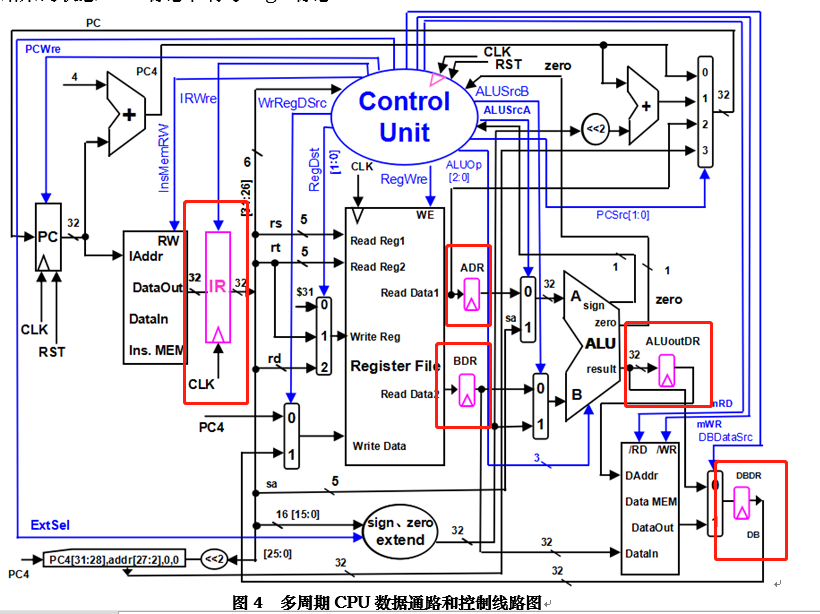 PC
PCWre
4
PC4
+
IRWre
InsMemRW
6
[31:26]
WrRegDSrc
RegDst
[1:0]
Control
Unit
CLK
RST
zero
ALUSrcB
ALUSrcA
ALUOp
[2:0]
RegWre
CLK
<<2
+
0
1
2
3
32
PCSrc[1:0]
PC
32
CLK
RST
RW
IAddr
DataOut
DataIn
Ins. MEM
32
IR
32
CLK
rs
5
rt
5
$31
rd
0
1
2
WE
Read Reg1
Read Reg2
Read Data1
Write Reg
Register File
Read Data2
Write Data
ADR
BDR
0
1
sa
32
0
1
A
sign
zero
ALU
result
B
1
1
zero
32
ALUoutDR
mRD
mWR
DBDataSrc
/RD
/WR
DAddr
Data MEM
DataOut
DataIn
0
DBDR
DB
PC4
0
1
sa
5
3
ExtSel
16 [15:0]
sign、zero
extend
32
32
[25:0]
<<2
PC4[31:28],addr[27:2],0,0
PC4
32
32
图 4 多周期 CPU 数据通路和控制线路图